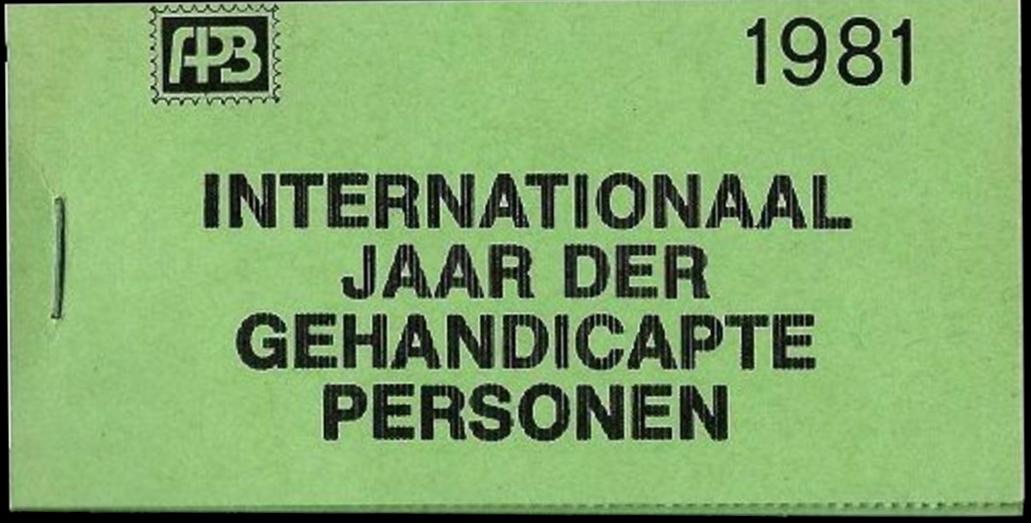 APB
1981
INTERNATIONAAL
JAAR DER
GEHANDICAPTE
PERSONEN